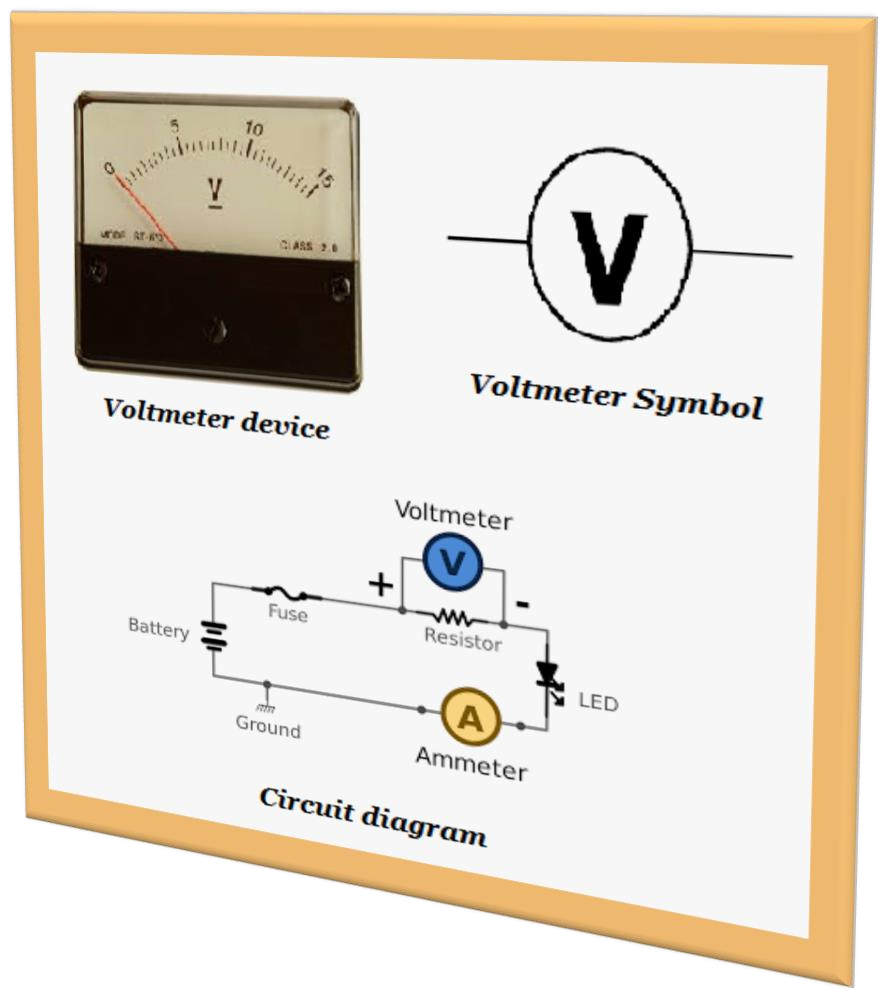 0
5
10
15
V
CLASS 2.0
Voltmeter device
V
Voltmeter Symbol
Voltmeter
V
+
-
Fuse
Resistor
Battery
LED
Ground
A
Ammeter
Circuit diagram